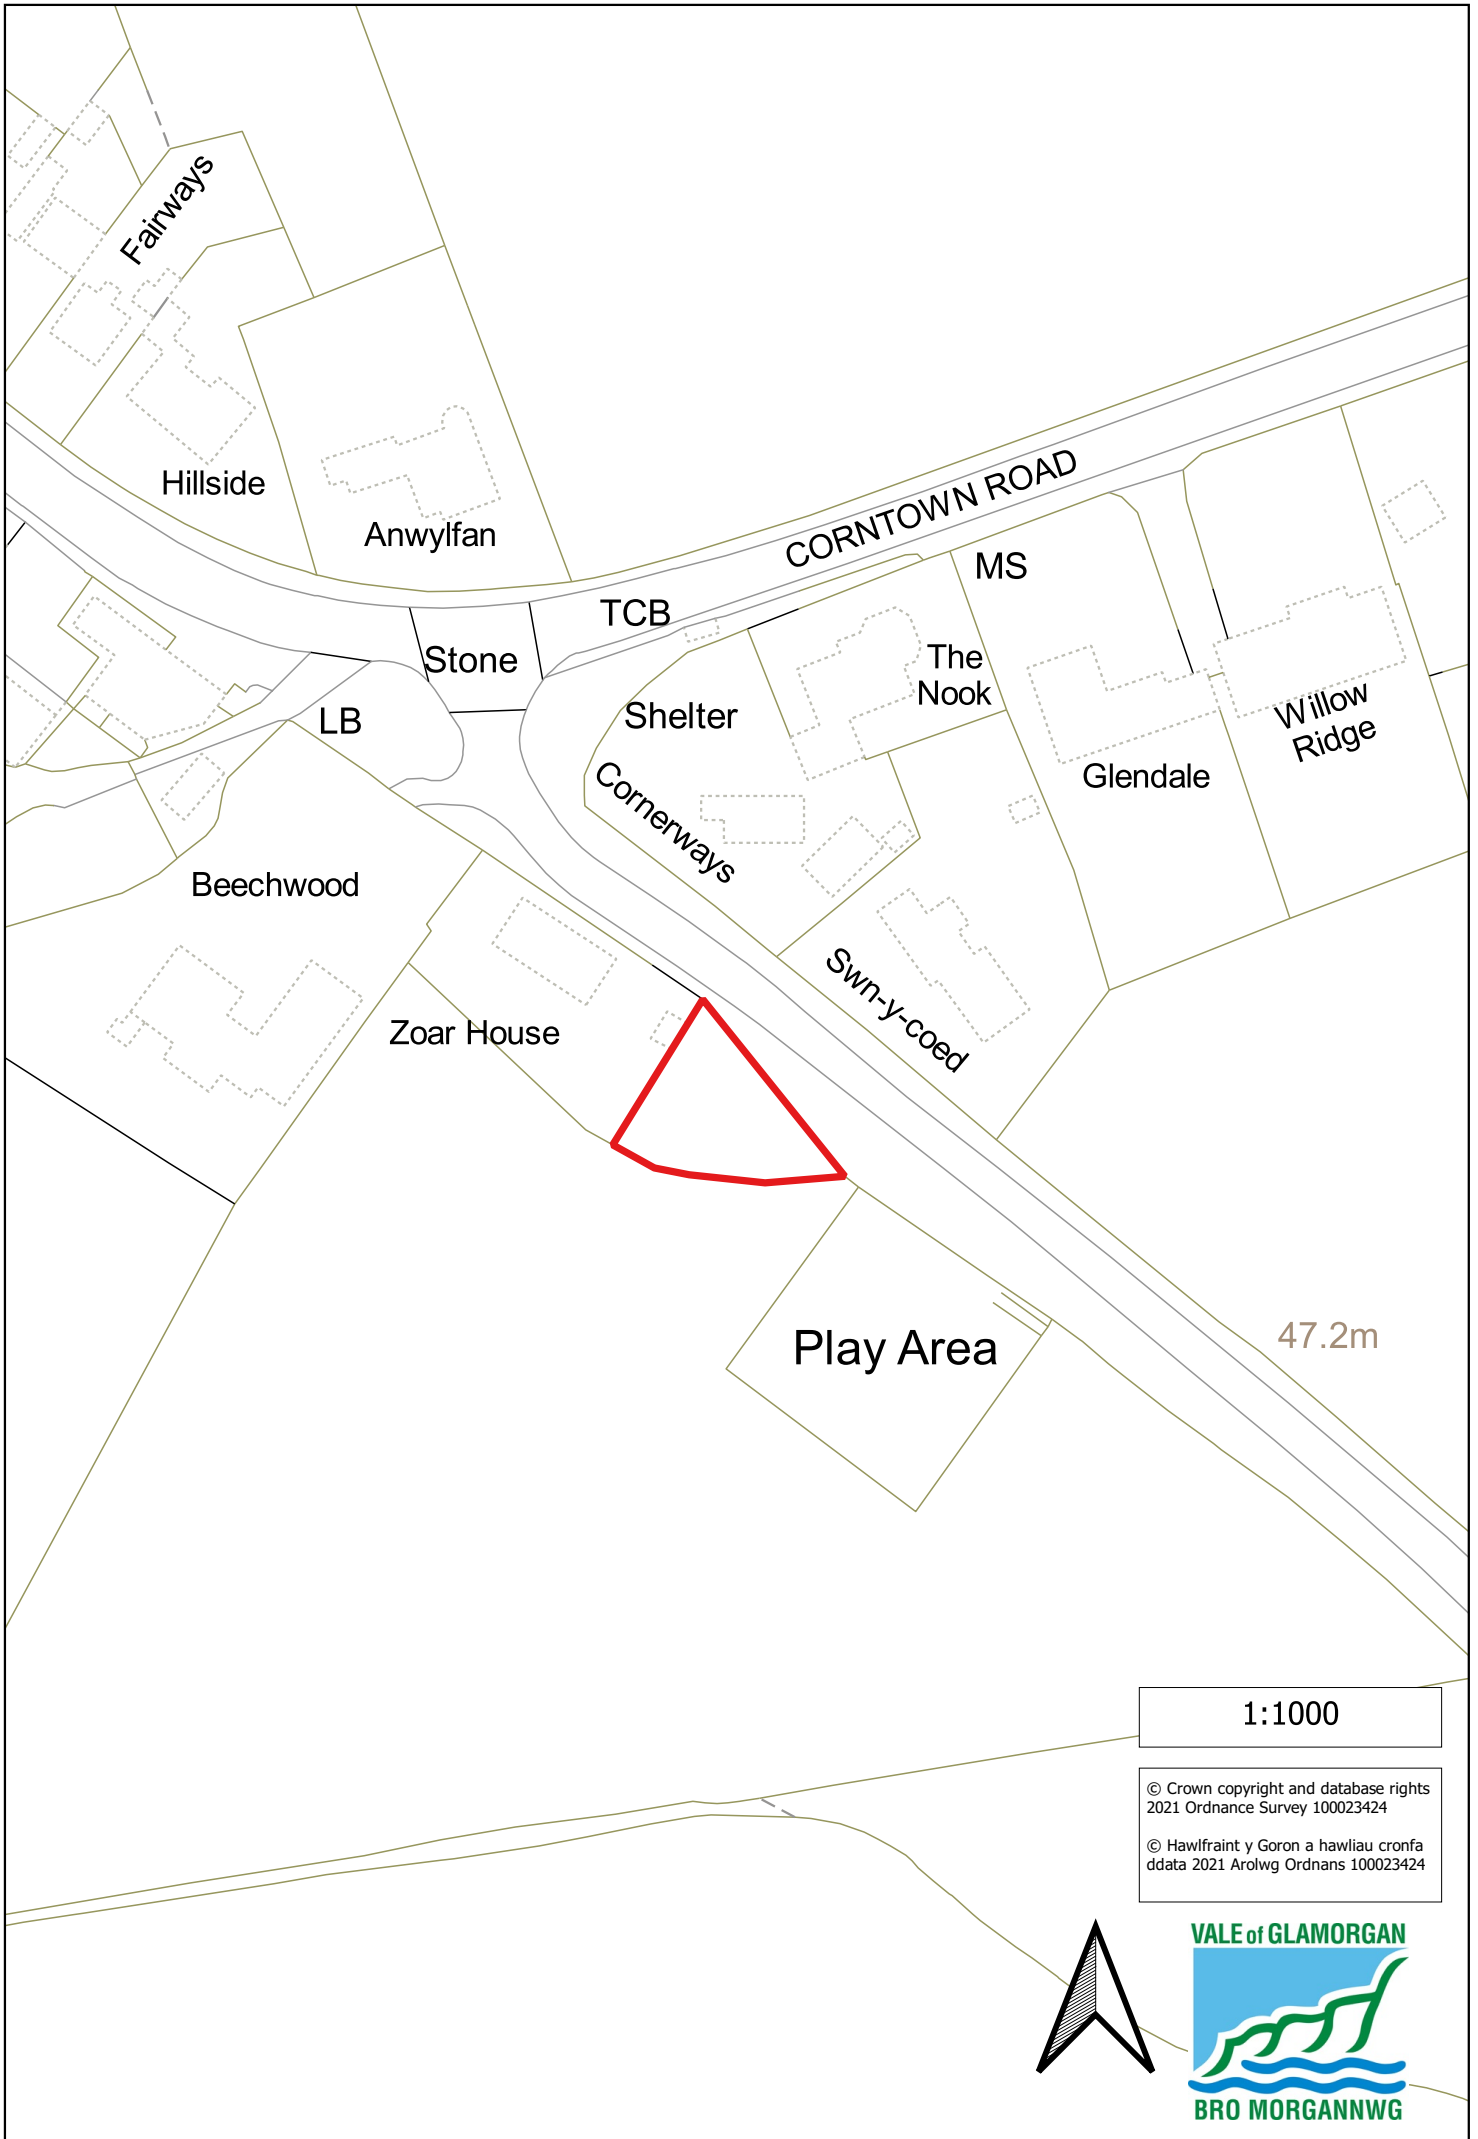 Fairways
Hillside
Anwylfan
CORNTOWN ROAD
MS
TCB
Stone
The
Nook
LB
Shelter
Willow
Ridge
Glendale
Cornerways
Beechwood
Swn-y-coed
Zoar House
47.2m
Play Area
1:1000
© Crown copyright and database rights
2021 Ordnance Survey 100023424
© Hawlfraint y Goron a hawliau cronfa
ddata 2021 Arolwg Ordnans 100023424
VALE of GLAMORGAN
BRO MORGANNWG